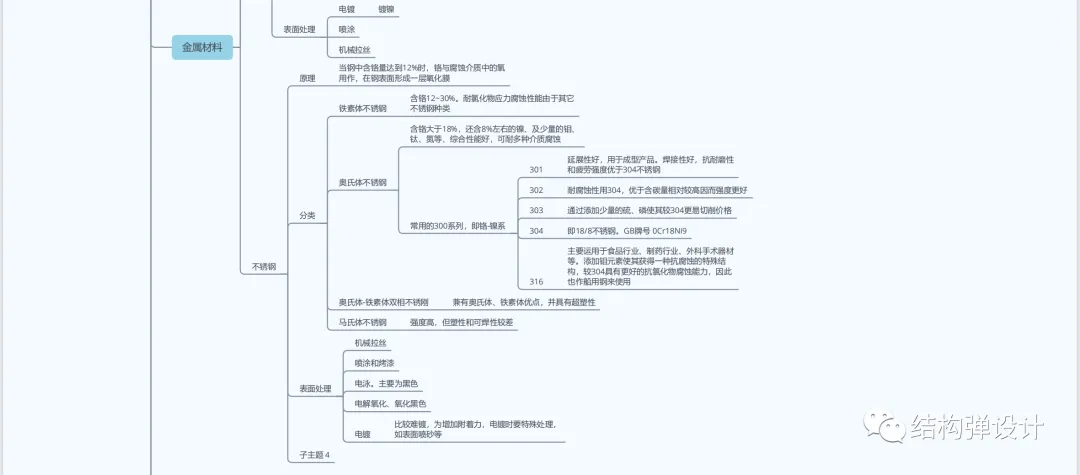 电镀 镀镍
表面处理
喷涂
机械拉丝
金属材料
原理
当钢中含铬量达到12%时，铬与腐蚀介质中的氧
用作，在钢表面形成一层氧化膜
铁素体不锈钢
含铬12~30%。耐氯化物应力腐蚀性能由于其它
不锈钢种类
奥氏体不锈钢
含铬大于18%，还含8%左右的镍、及少量的钼、
钛、氮等、综合性能好，可耐多种介质腐蚀
常用的300系列，即铬-镍系
301
延展性好，用于成型产品。焊接性好，抗耐磨性
和疲劳强度优于304不锈钢
302 耐腐蚀性用304，优于含碳量相对较高因而强度更好
303 通过添加少量的硫、磷使其较304更易切削价格
304 即18/8不锈钢。GB牌号 0Cr18Ni9
316
主要运用于食品行业、制药行业、外科手术器材
等。添加钼元素使其获得一种抗腐蚀的特殊结
构，较304具有更好的抗氯化物腐蚀能力，因此
也作船用钢来使用
分类
不锈钢
奥氏体-铁素体双相不锈刚 兼有奥氏体、铁素体优点，并具有超塑性
马氏体不锈钢 强度高，但塑性和可焊性较差
表面处理
机械拉丝
喷涂和烤漆
电泳。主要为黑色
电解氧化、氧化黑色
电镀
比较难镀，为增加附着力，电镀时要特殊处理，
如表面喷砂等
子主题 4
结构弹设计